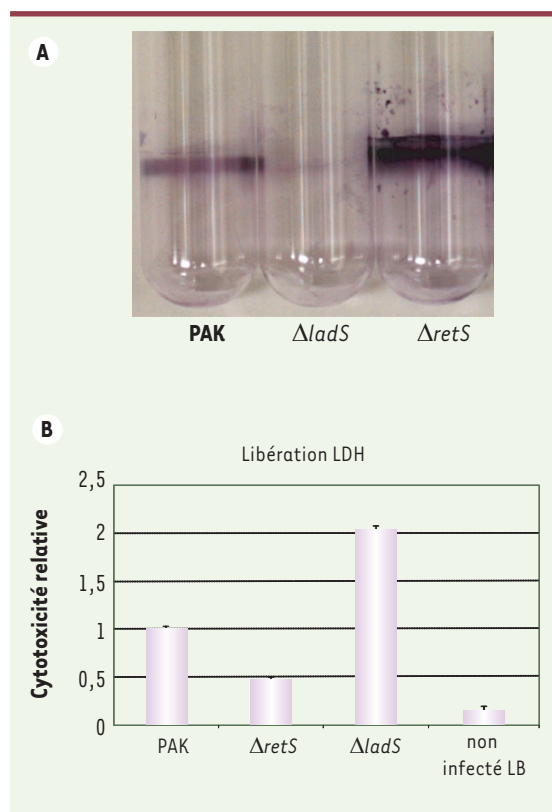 A
PAK ΔladS ΔretS
B
Libération LDH
Cytotoxicité relative
2,5
2
1,5
1
0,5
0
PAK ΔretS ΔladS non
infecté LB